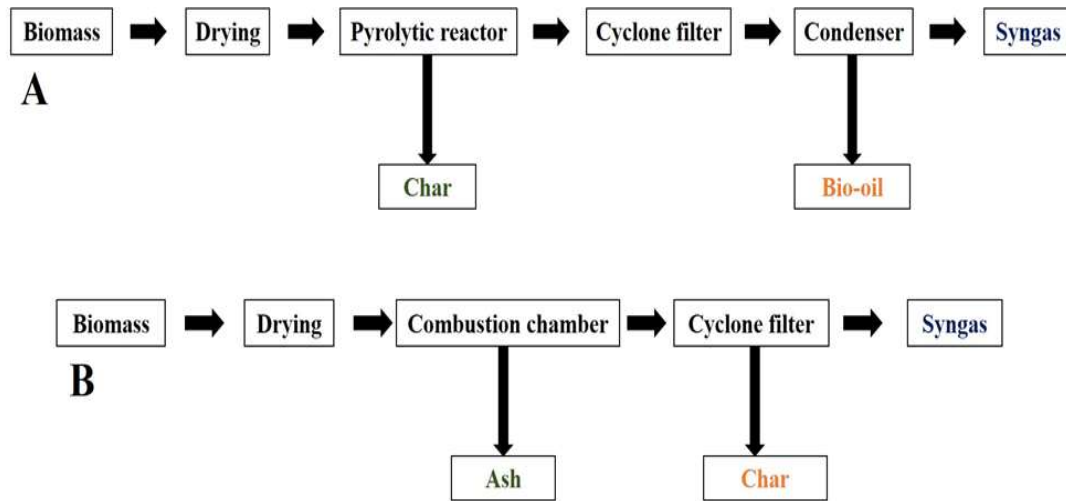 Biomass
Drying
Pyrolytic reactor
Cyclone filter
Condenser
Syngas
A
Char
Bio-oil
Biomass
Drying
Combustion chamber
Cyclone filter
Syngas
B
Ash
Char